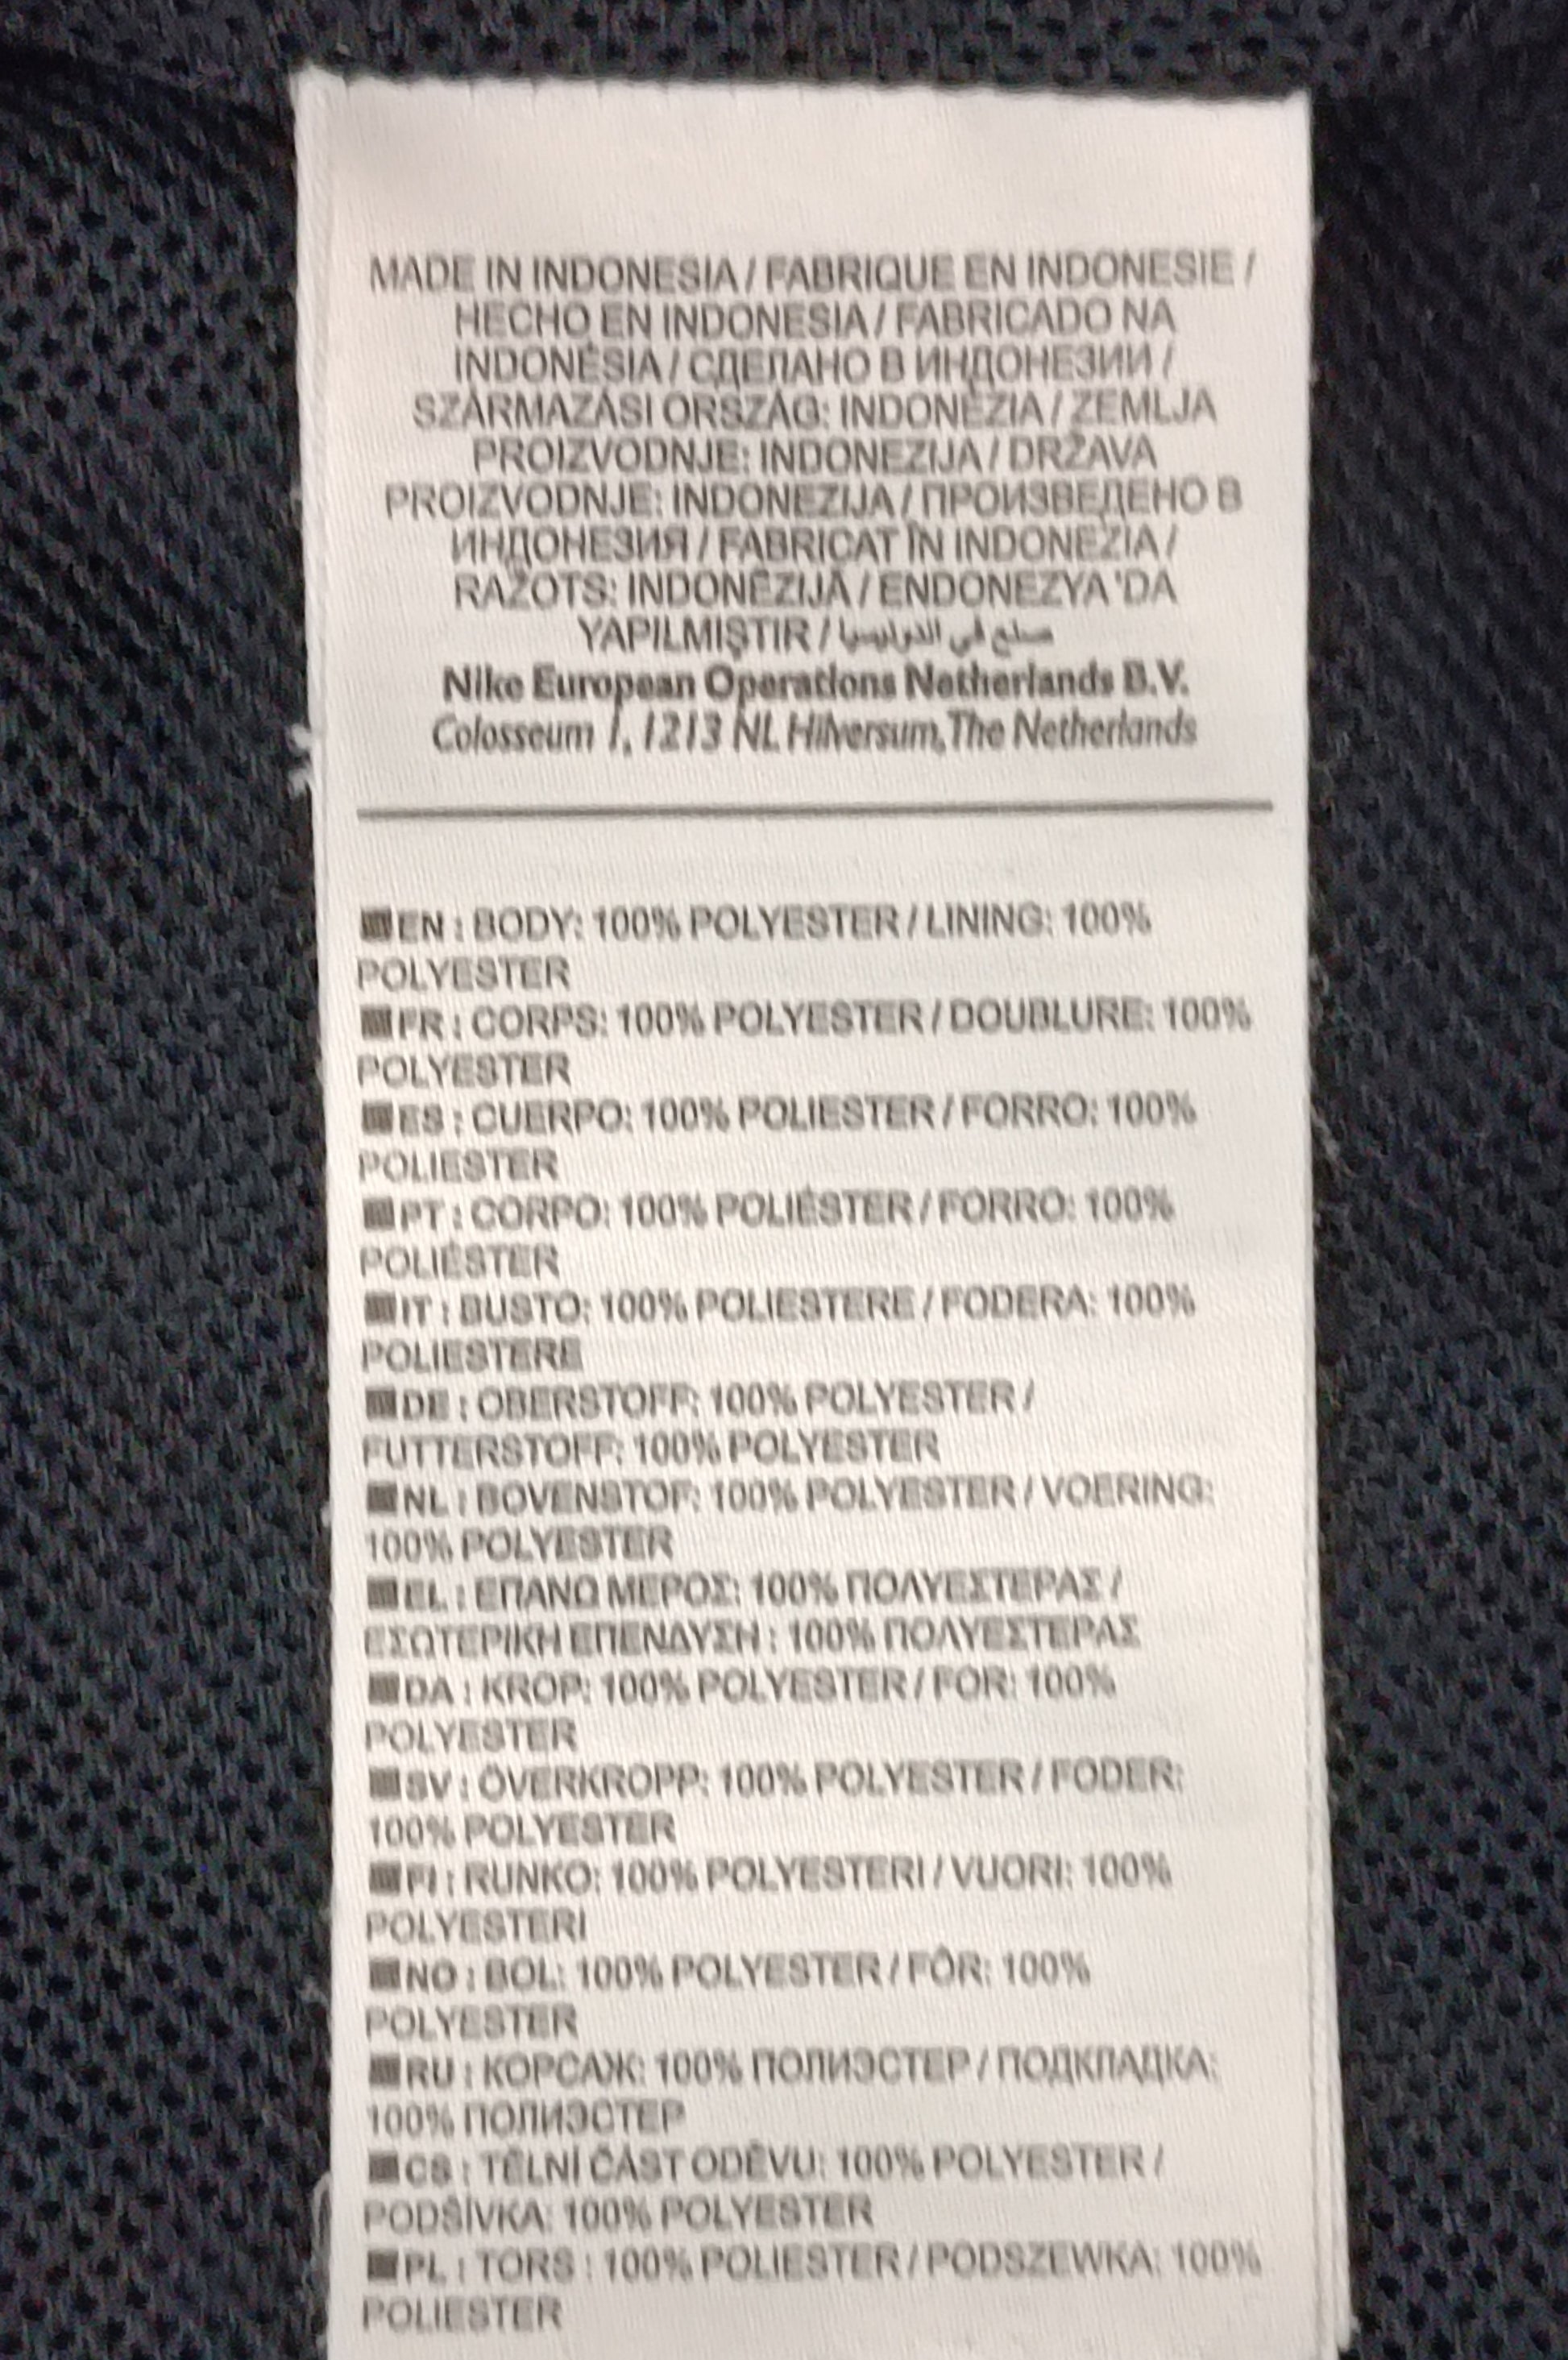 MADE IN INDONESIA / FABRIQUE EN INDONESIE /
HECHO EN INDONESIA / FABRICADO NA
INDONÉSIA / СДЕЛАНО В ИНДОНЕЗИИ /
SZÁRMAZÁSI ORSZÁG: INDONÉZIA / ZEMLJA
PROIZVODNJE: INDONEZIJA / DRŽAVA
PROIZVODNJE: INDONEZIJA / ПРОИЗВЕДЕНО В
ИНДОНЕЗИЯ / FABRICAT ÎN INDONEZIA /
RAŽOTS: INDONĒZIJĀ / ENDONEZYA 'DA
YAPILMIŞTIR / صنع في اندونيسيا
Nike European Operations Netherlands B.V.
Colosseum 1, 1213 NL Hilversum,The Netherlands
EN : BODY: 100% POLYESTER / LINING: 100%
POLYESTER
FR : CORPS: 100% POLYESTER / DOUBLURE: 100%
POLYESTER
ES : CUERPO: 100% POLIESTER / FORRO: 100%
POLIESTER
PT : CORPO: 100% POLIÉSTER / FORRO: 100%
POLIÉSTER
IT : BUSTO: 100% POLIESTERE / FODERA: 100%
POLIESTERE
DE : OBERSTOFF: 100% POLYESTER /
FUTTERSTOFF: 100% POLYESTER
NL : BOVENSTOF: 100% POLYESTER / VOERING:
100% POLYESTER
EL : ΕΠΑΝΩ ΜΕΡΟΣ: 100% ΠΟΛΥΕΣΤΕΡΑΣ /
ΕΣΩΤΕΡΙΚΗ ΕΠΕΝΔΥΣΗ : 100% ΠΟΛΥΕΣΤΕΡΑΣ
DA : KROP: 100% POLYESTER / FOR: 100%
POLYESTER
SV : ÖVERKROPP: 100% POLYESTER / FODER:
100% POLYESTER
FI : RUNKO: 100% POLYESTERI / VUORI: 100%
POLYESTERI
NO : BOL: 100% POLYESTER / FÔR: 100%
POLYESTER
RU : КОРСАЖ: 100% ПОЛИЭСТЕР / ПОДКЛАДКА:
100% ПОЛИЭСТЕР
CS : TĚLNÍ ČÁST ODĚVU: 100% POLYESTER /
PODŠÍVKA: 100% POLYESTER
PL : TORS : 100% POLIESTER / PODSZEWKA: 100%
POLIESTER